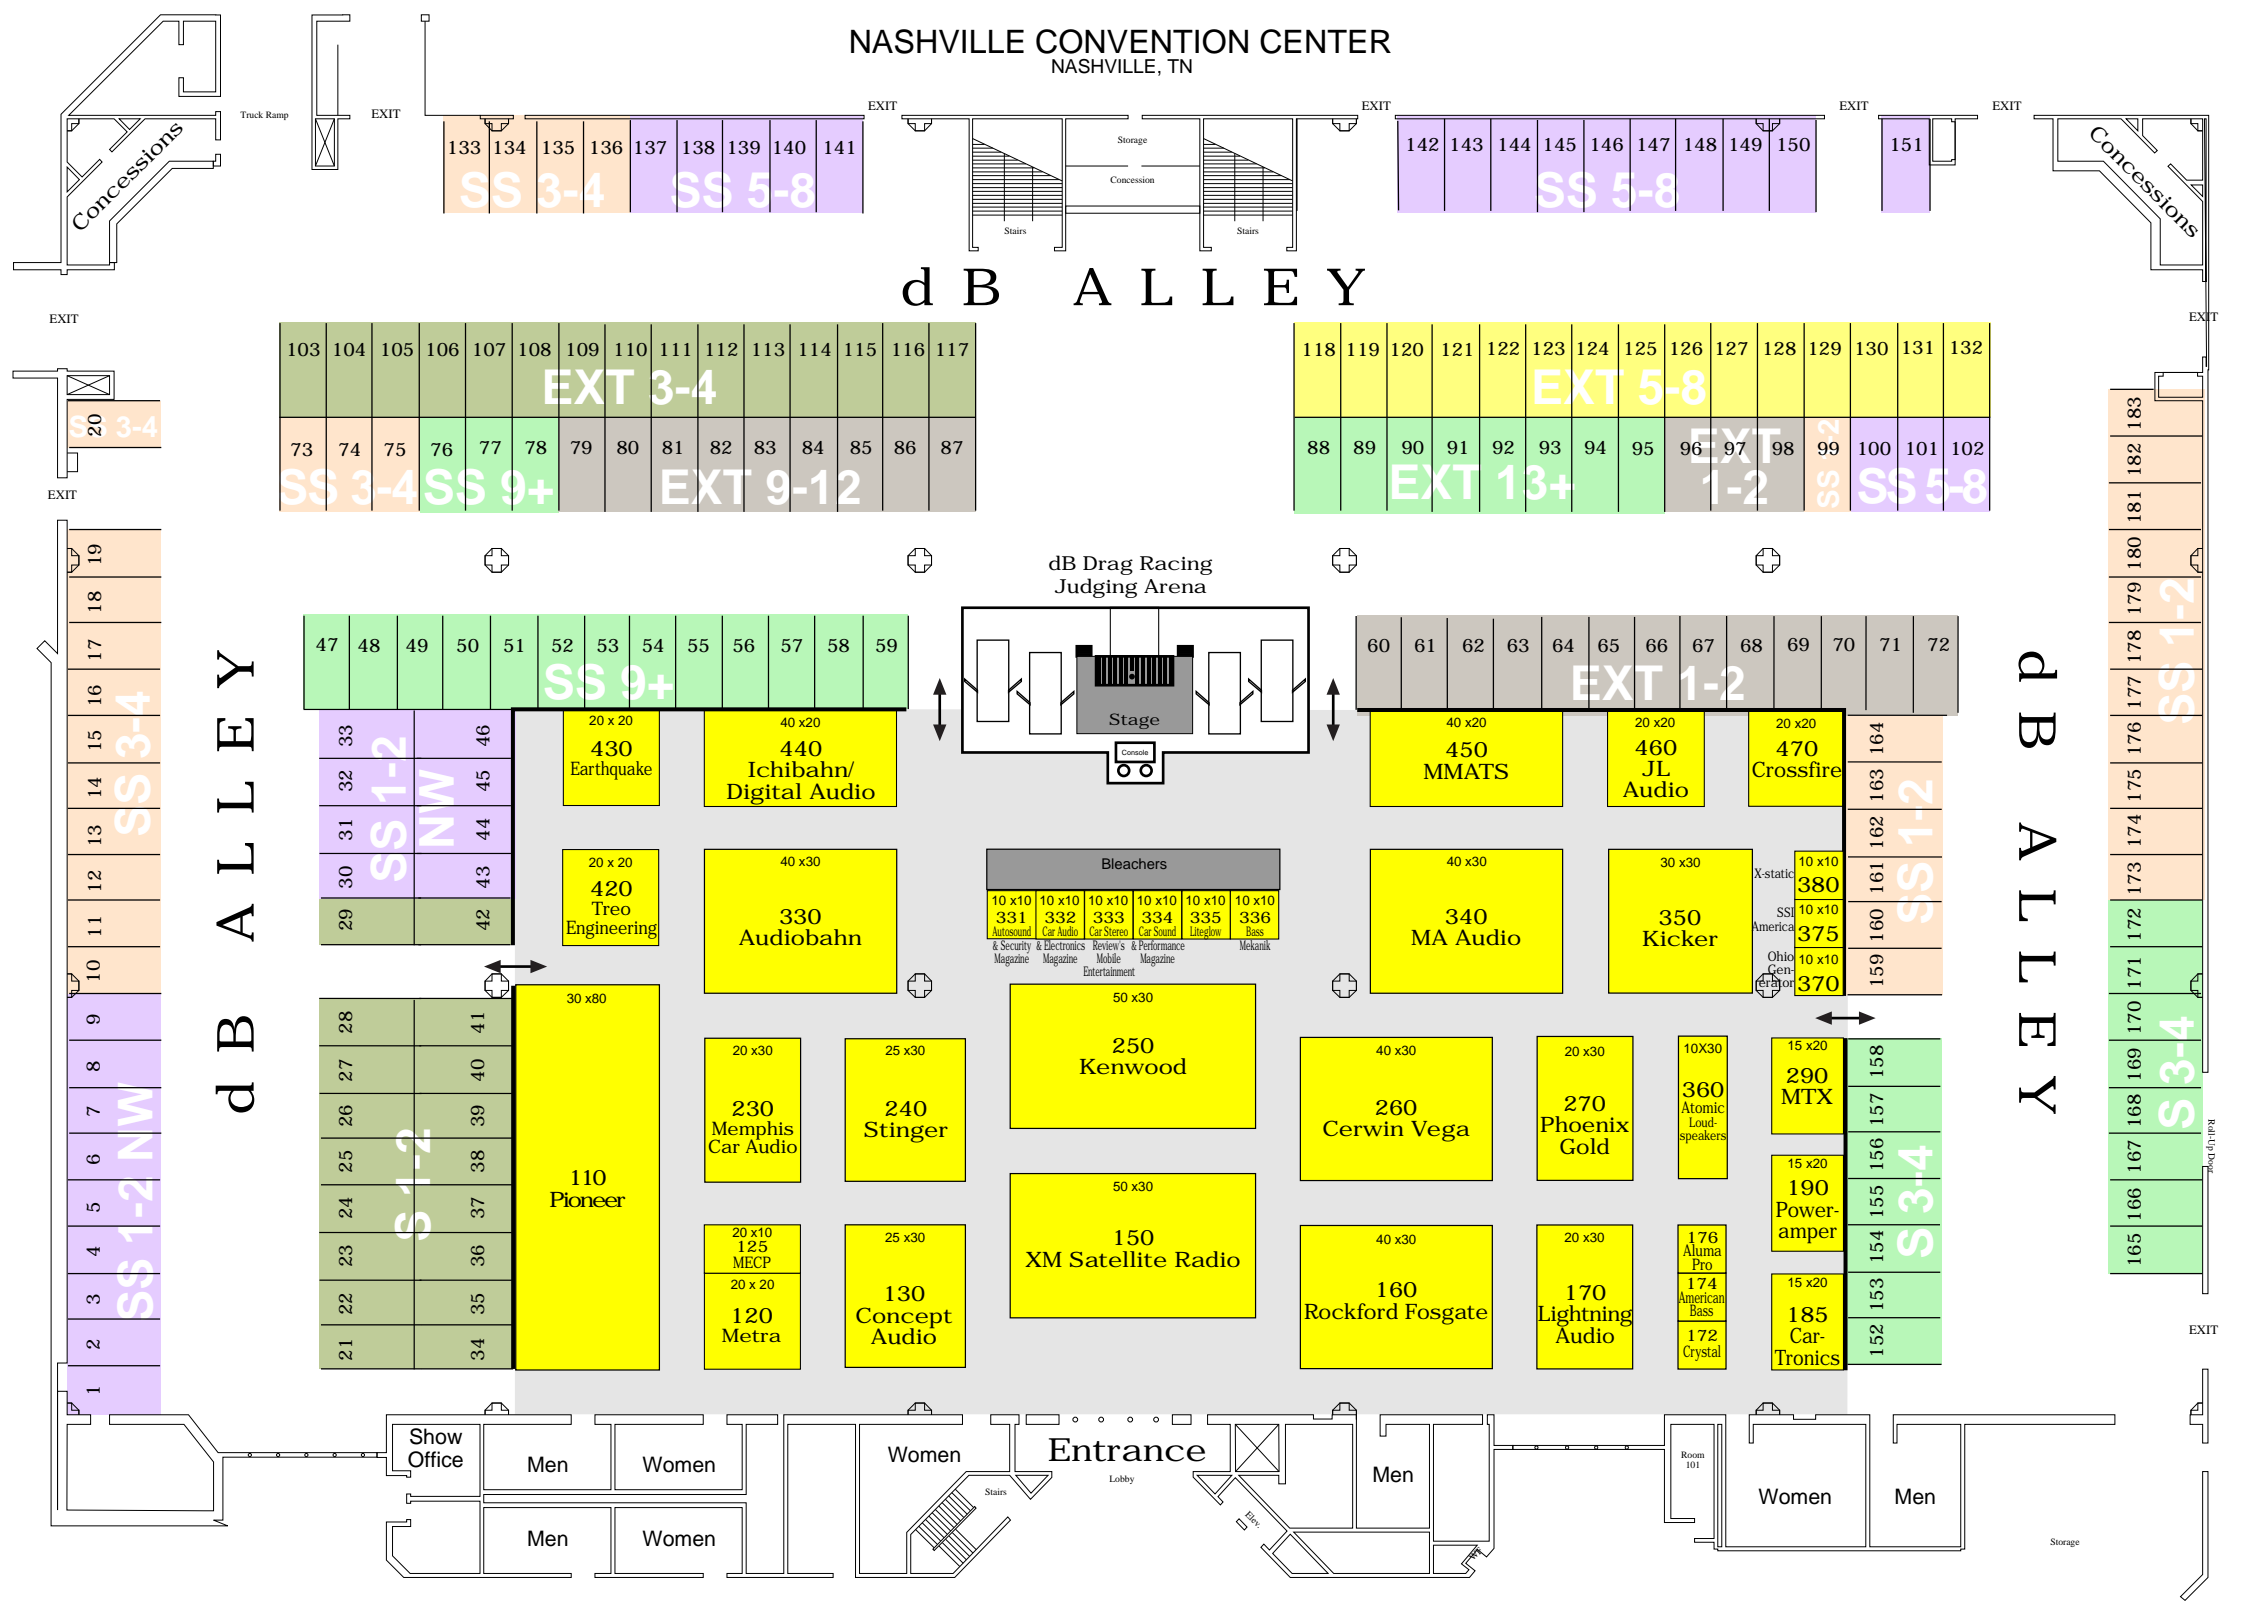 NASHVILLE CONVENTION CENTER
NASHVILLE, TN
Truck Ramp
EXIT
EXIT
EXIT
EXIT
EXIT
Concessions
133 134 135 136 137 138 139 140 141
SS 3-4
SS 5-8
Storage
Concession
Stairs
Stairs
142 143 144 145 146 147 148 149 150
SS 5-8
151
Concessions
dB ALLEY
EXIT
EXIT
103 104 105 106 107 108 109 110 111 112 113 114 115 116 117
EXT 3-4
118 119 120 121 122 123 124 125 126 127 128 129 130 131 132
EXT 5-8
20
SS 3-4
73 74 75 76 77 78 79 80 81 82 83 84 85 86 87
SS 3-4
SS 9+
EXT 9-12
88 89 90 91 92 93 94 95 96 97 98 99 100 101 102
EXT 13+
EXT
1-2
SS 1-2
SS 5-8
EXIT
19
18
17
16
15
14
13
12
11
10
SS 3-4
9
8
7
6
5
4
3
2
1
SS 1-2 NW
dB ALLEY
dB Drag Racing
Judging Arena
Stage
Console
47 48 49 50 51 52 53 54 55 56 57 58 59
SS 9+
60 61 62 63 64 65 66 67 68 69 70 71 72
EXT 1-2
33 46
32 45
31 44
30 43
SS 1-2
NW
29 42
28 41
27 40
26 39
25 38
24 37
23 36
22 35
21 34
S 1-2
20 x 20
430
Earthquake
40 x20
440
Ichibahn/
Digital Audio
40 x20
450
MMATS
20 x20
460
JL
Audio
20 x20
470
Crossfire
20 x 20
420
Treo
Engineering
40 x30
330
Audiobahn
Bleachers
10 x10
331
Autosound
& Security
Magazine
10 x10
332
Car Audio
& Electronics
Magazine
10 x10
333
Car Stereo
Review's
Mobile
Entertainment
10 x10
334
Car Sound
& Performance
Magazine
10 x10
335
Liteglow
10 x10
336
Bass
Mekanik
40 x30
340
MA Audio
30 x30
350
Kicker
X-static
10 x10
380
SSI
America
10 x10
375
Ohio
Gen-
erator
10 x10
370
30 x80
110
Pioneer
20 x30
230
Memphis
Car Audio
25 x30
240
Stinger
50 x30
250
Kenwood
40 x30
260
Cerwin Vega
20 x30
270
Phoenix
Gold
10X30
360
Atomic
Loud-
speakers
15 x20
290
MTX
15 x20
190
Power-
amper
20 x10
125
MECP
20 x 20
120
Metra
25 x30
130
Concept
Audio
50 x30
150
XM Satellite Radio
40 x30
160
Rockford Fosgate
20 x30
170
Lightning
Audio
176
Aluma
Pro
174
American
Bass
172
Crystal
15 x20
185
Car-
Tronics
164
163
162
161
160
159
SS 1-2
158
157
156
155
154
153
152
S 3-4
dB ALLEY
183
182
181
180
179
178
177
176
175
174
173
SS 1-2
172
171
170
169
168
167
166
165
S 3-4
Roll-Up Door
EXIT
Show
Office
Men
Women
Men
Women
Women
Stairs
Entrance
Lobby
Elev.
Men
Room
101
Women
Men
Storage